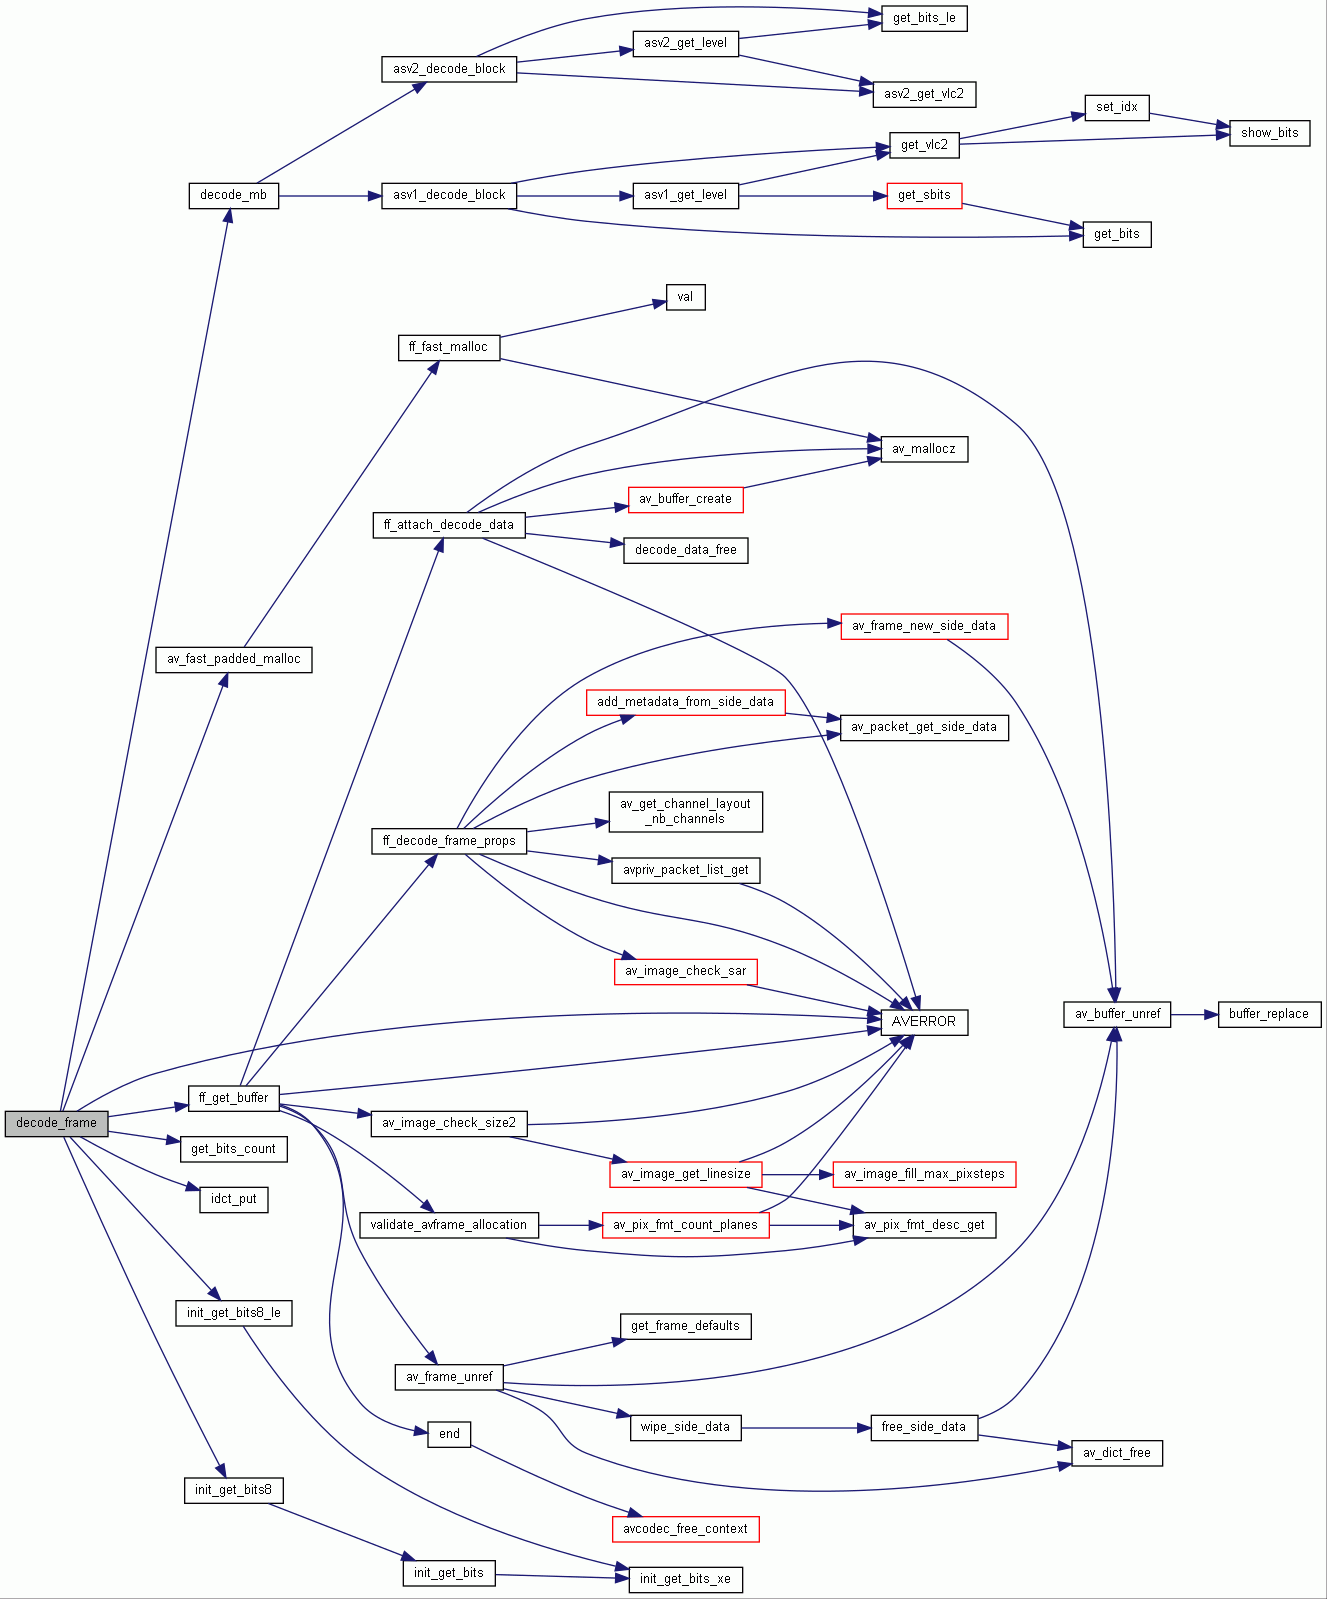 get_bits_le
asv2_get_level
asv2_decode_block
asv2_get_vlc2
set_idx
show_bits
get_vlc2
decode_mb
asv1_decode_block
asv1_get_level
get_sbits
get_bits
val
ff_fast_malloc
av_mallocz
av_buffer_create
ff_attach_decode_data
decode_data_free
av_frame_new_side_data
av_fast_padded_malloc
add_metadata_from_side_data
av_packet_get_side_data
av_get_channel_layout
_nb_channels
ff_decode_frame_props
avpriv_packet_list_get
av_image_check_sar
AVERROR
av_buffer_unref
buffer_replace
ff_get_buffer
decode_frame
av_image_check_size2
get_bits_count
av_image_get_linesize
av_image_fill_max_pixsteps
idct_put
validate_avframe_allocation
av_pix_fmt_count_planes
av_pix_fmt_desc_get
init_get_bits8_le
get_frame_defaults
av_frame_unref
wipe_side_data
free_side_data
end
av_dict_free
init_get_bits8
avcodec_free_context
init_get_bits
init_get_bits_xe